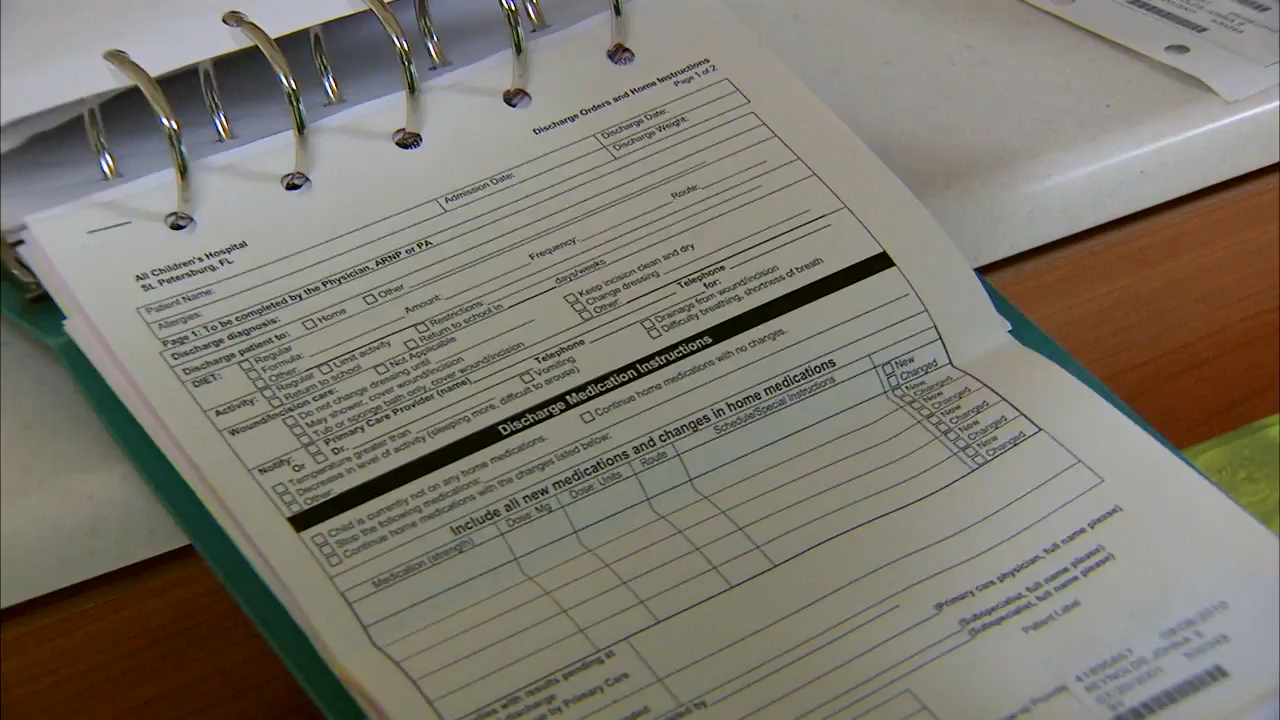 Discharge Orders and Home Instructions
Page 1 of 2
All Children's Hospital
St. Petersburg, FL
Patient Name: Admission Date: Discharge Date:
Allergies: Discharge Weight:
Page 1: To be completed by the Physician, ARNP or PA
Discharge diagnosis:
Discharge patient to: Home Other
DIET: Regular
Formula: Amount: Frequency: Route:
Other:
Activity: Regular Limit activity Restrictions:
Return to school Not Applicable Return to school in days/weeks
Wound/incision care: Do not change dressing until Keep incision clean and dry
May shower, cover wound/incision Change dressing
Tub or sponge bath only, cover wound/incision Other:
Notify: Primary Care Provider (name) Telephone
Or Dr. Telephone for:
Temperature greater than Vomiting Drainage from wound/incision
Decrease in level of activity (sleeping more, difficult to arouse) Difficulty breathing, shortness of breath
Other:
Discharge Medication Instructions
Child is currently not on any home medications. Continue home medications with no changes.
Stop the following medications:
Continue home medications with the changes listed below:
Include all new medications and changes in home medications
Medication (strength) Dose: Mg Dose: Units Route Schedule/Special Instructions New
Changed
New
Changed
New
Changed
New
Changed
New
Changed
with results pending at
discharge
by Primary Care
(Primary care physician, full name please)
(Subspecialist, full name please)
(Subspecialist, full name please)
Patient Label